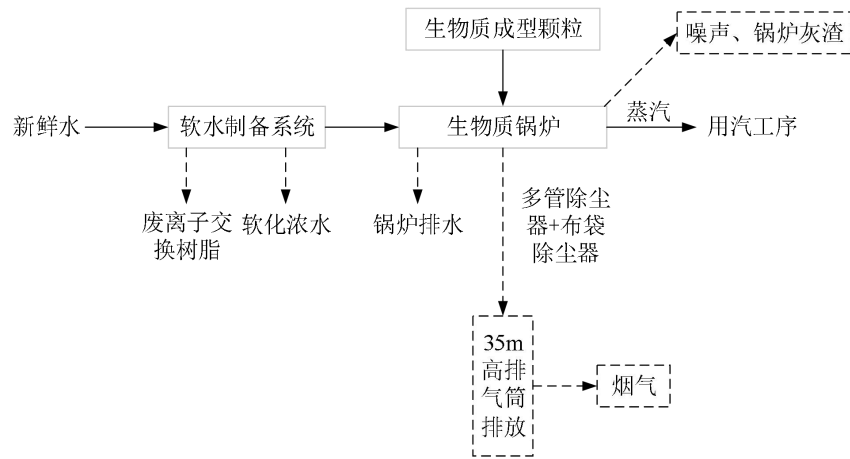 生物质成型颗粒
噪声、锅炉灰渣
新鲜水
软水制备系统
生物质锅炉
蒸汽
用汽工序
废离子交
换树脂
软化浓水
锅炉排水
多管除尘
器+布袋
除尘器
35m
高排
气筒
排放
烟气